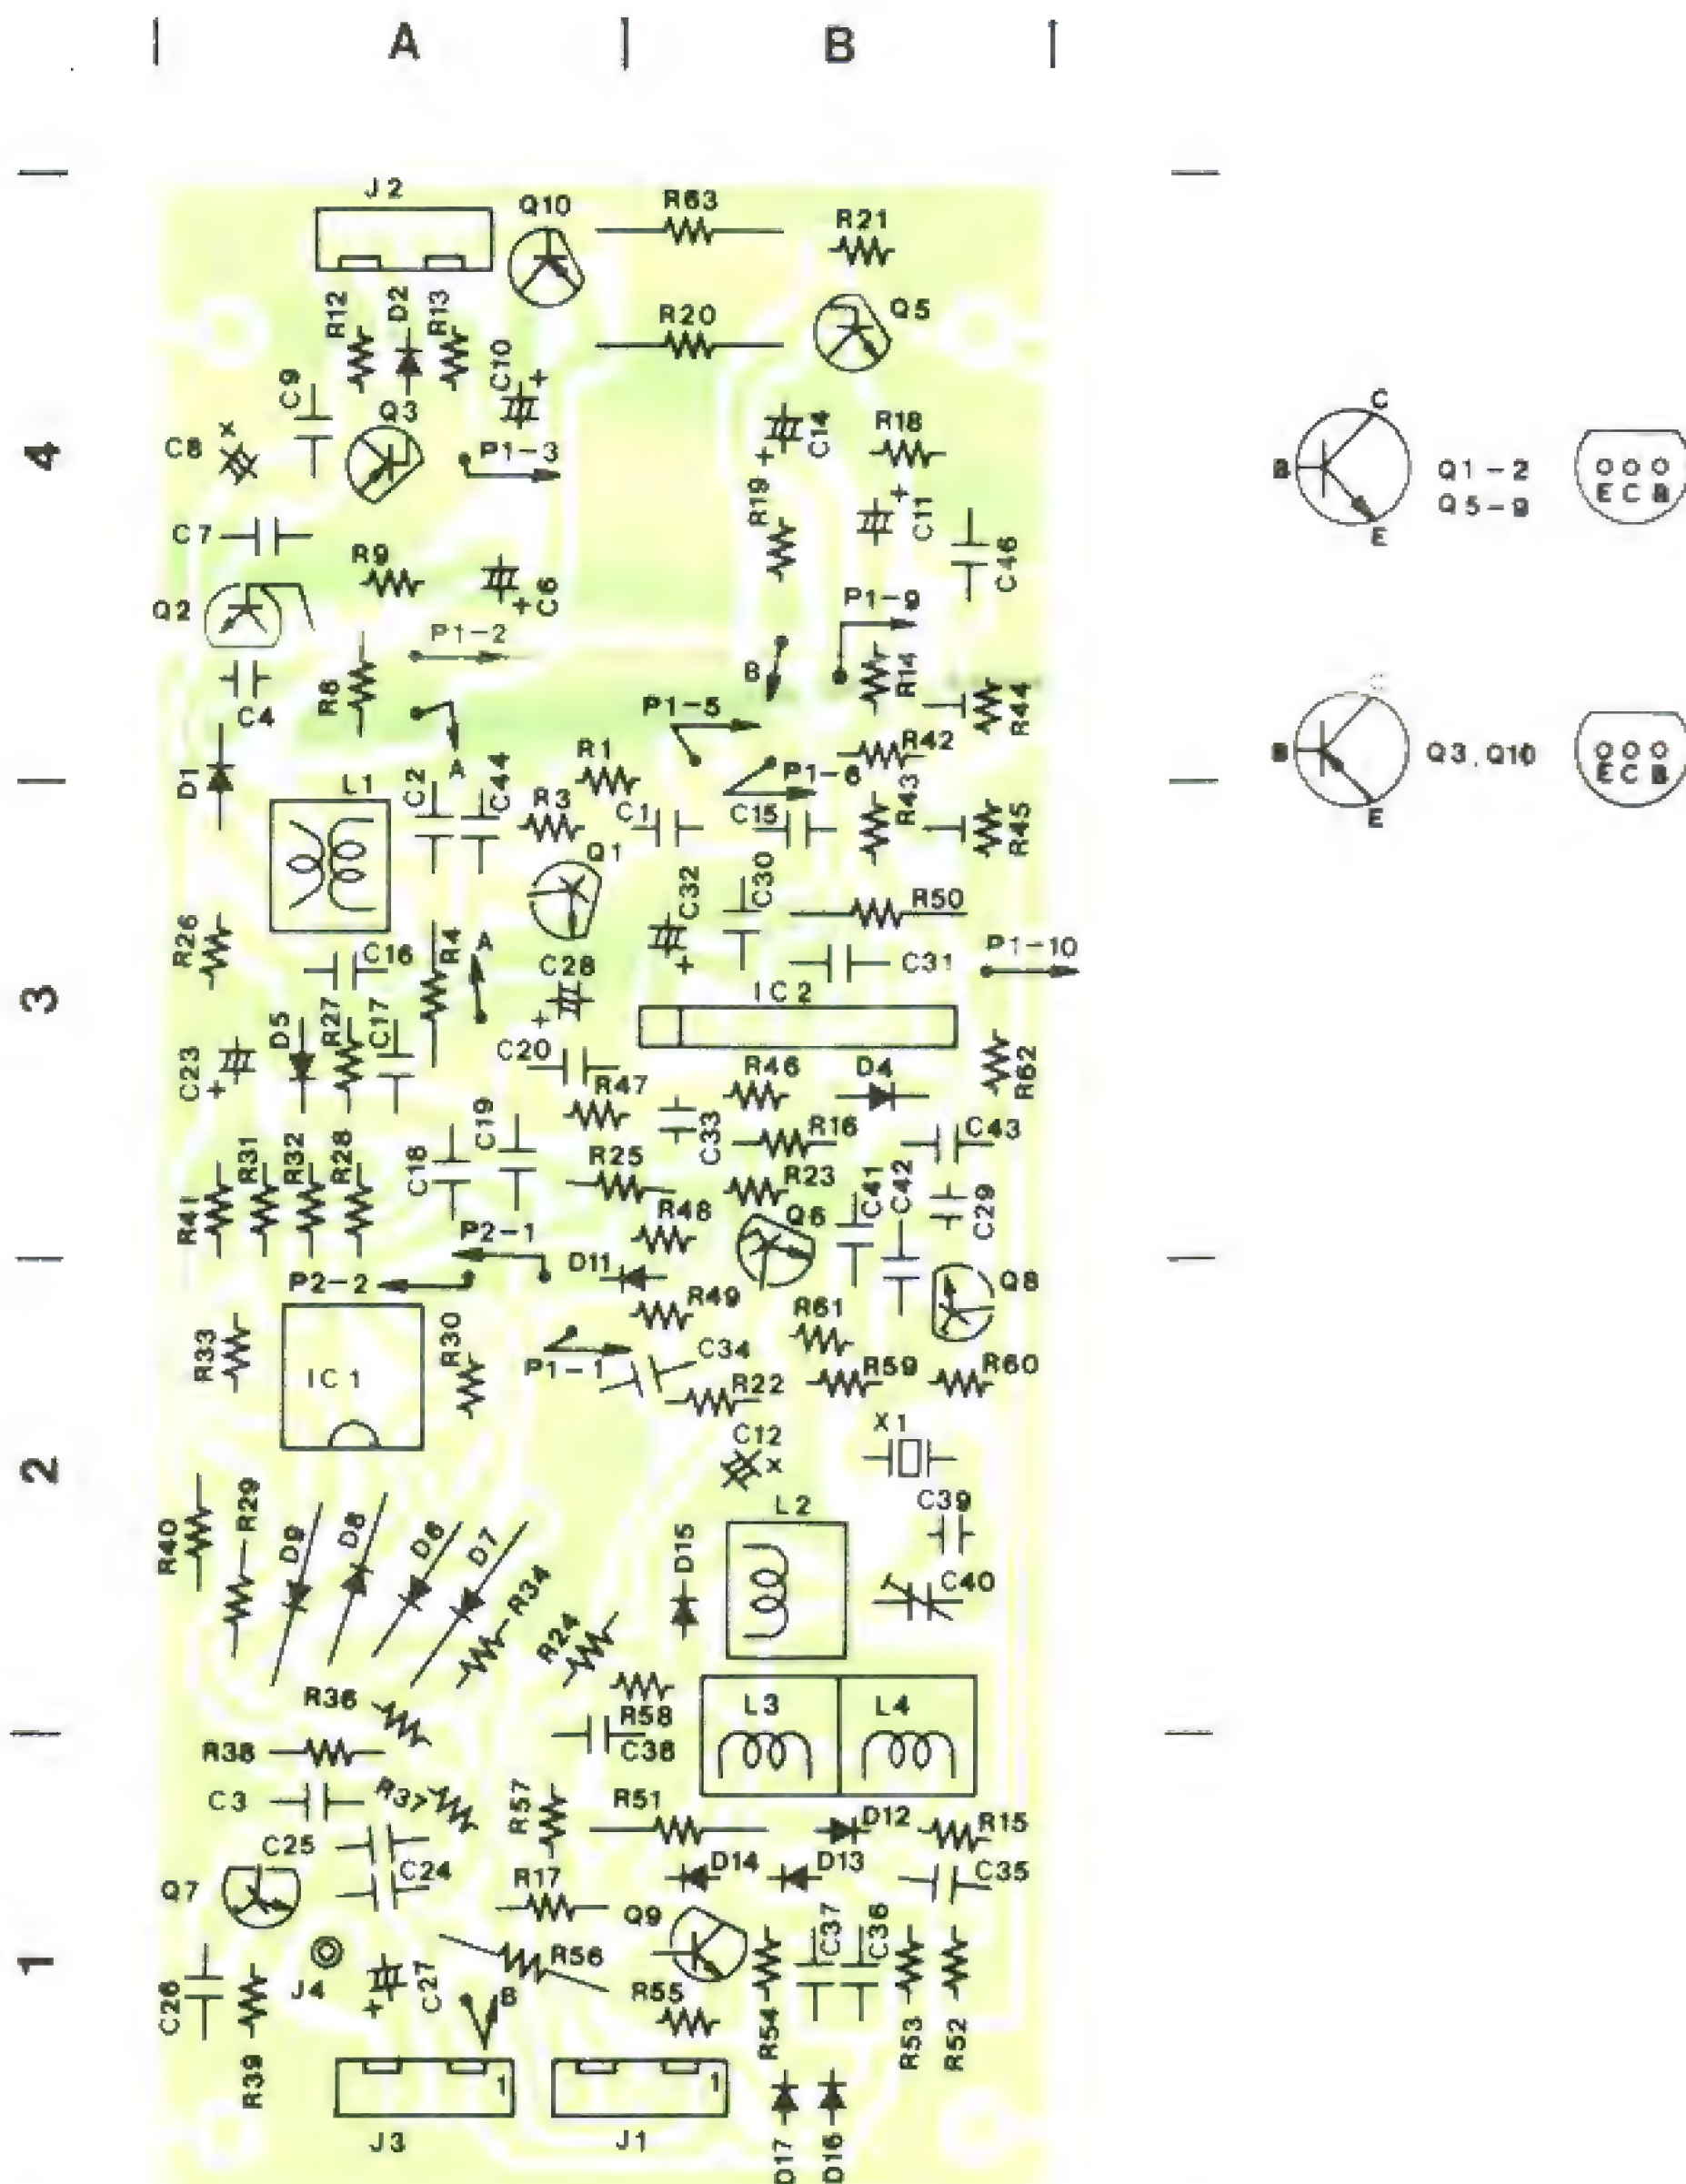 A B
J2
Q10
R63
R21
R12
D2
R13
R20
Q5
C9
C10
+
Q3
C8
x
P1-3
C14
+
R18
4
C
B
E
Q1-2
Q5-9
E C B
R19
C11
+
C7
R9
C46
Q2
C6
+
P1-9
P1-2
B
R14
R6
C4
P1-5
R44
R42
D1
R1
A
P1-6
L1
C2
C44
R3
C1
C15
R43
R45
C
B
E
Q3, Q10
E C B
Q1
C32
+
C30
R50
R26
C16
R4
A
C28
+
C31
P1-10
IC2
3
D5
R27
C17
C23
+
C20
R46
D4
R62
R47
C33
R16
C43
C19
R31
R32
R28
C18
R25
R23
C41
C42
C29
R41
R48
Q6
P2-1
D11
P2-2
Q8
R49
R61
R33
IC1
R30
P1-1
C34
R59
R60
R22
C12
x
X1
2
C39
L2
R40
R29
D9
D8
D6
D7
D15
C40
R34
R24
R36
L3
L4
R58
C38
R38
C3
R37
R57
R51
D12
R15
C25
C24
D14
D13
C35
Q7
R17
Q9
C37
C36
1
R56
J4
C27
+
C26
B
R55
R54
R53
R52
R39
1
1
J3
J1
D17
D16